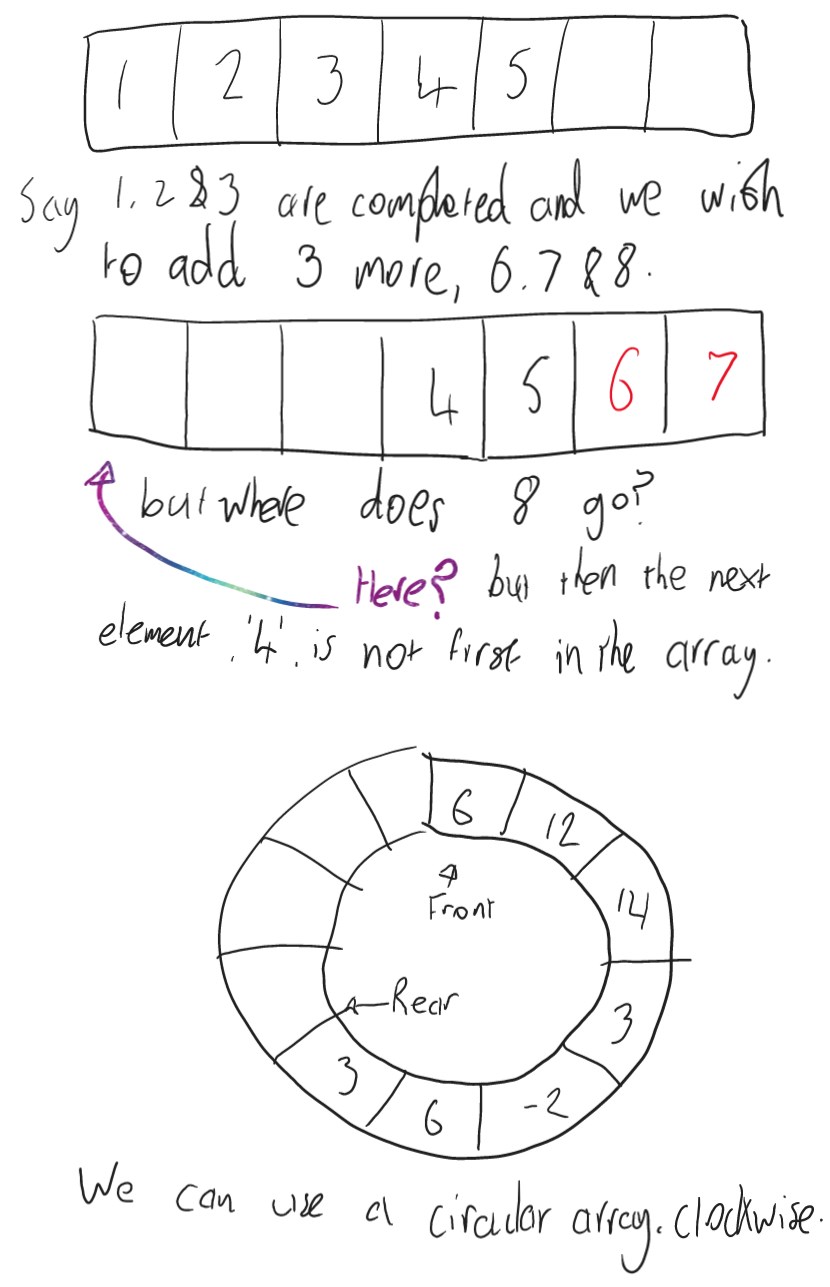 1 2 3 4 5
Say 1, 2 & 3 are completed and we wish
to add 3 more, 6. 7 & 8.
4 5 6 7
but where does 8 go?
Here? but then the next
element, '4', is not first in the array.
6 12
14
Front
Rear
3
3 6 -2
We can use a circular array. clockwise.